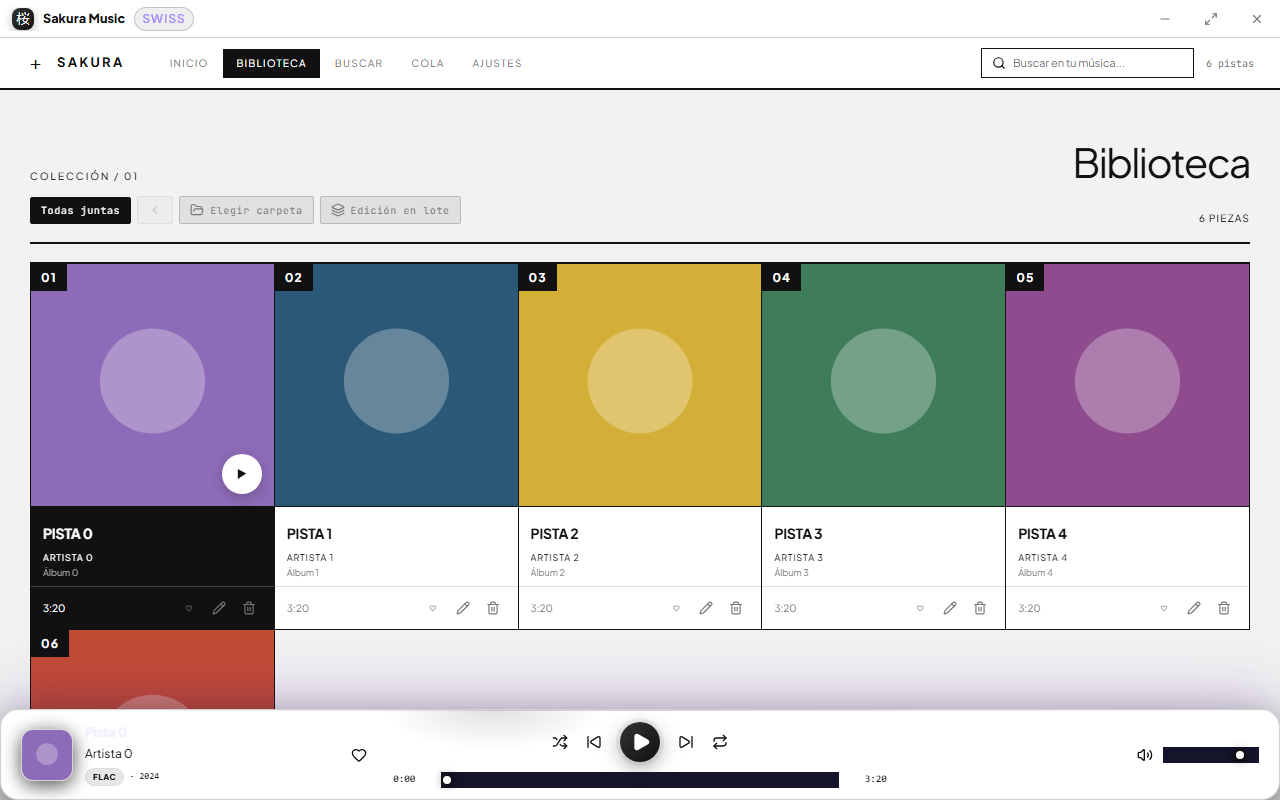 桜 Sakura Music SWISS
+ SAKURA INICIO BIBLIOTECA BUSCAR COLA AJUSTES Buscar en tu música... 6 pistas
Biblioteca
COLECCIÓN / 01
Todas juntas Elegir carpeta Edición en lote
6 PIEZAS
01 02 03 04 05
PISTA 0 PISTA 1 PISTA 2 PISTA 3 PISTA 4
ARTISTA 0 ARTISTA 1 ARTISTA 2 ARTISTA 3 ARTISTA 4
Álbum 0 Álbum 1 Álbum 2 Álbum 3 Álbum 4
3:20 3:20 3:20 3:20 3:20
06
Pista 0
Artista 0
FLAC · 2024
0:00 3:20